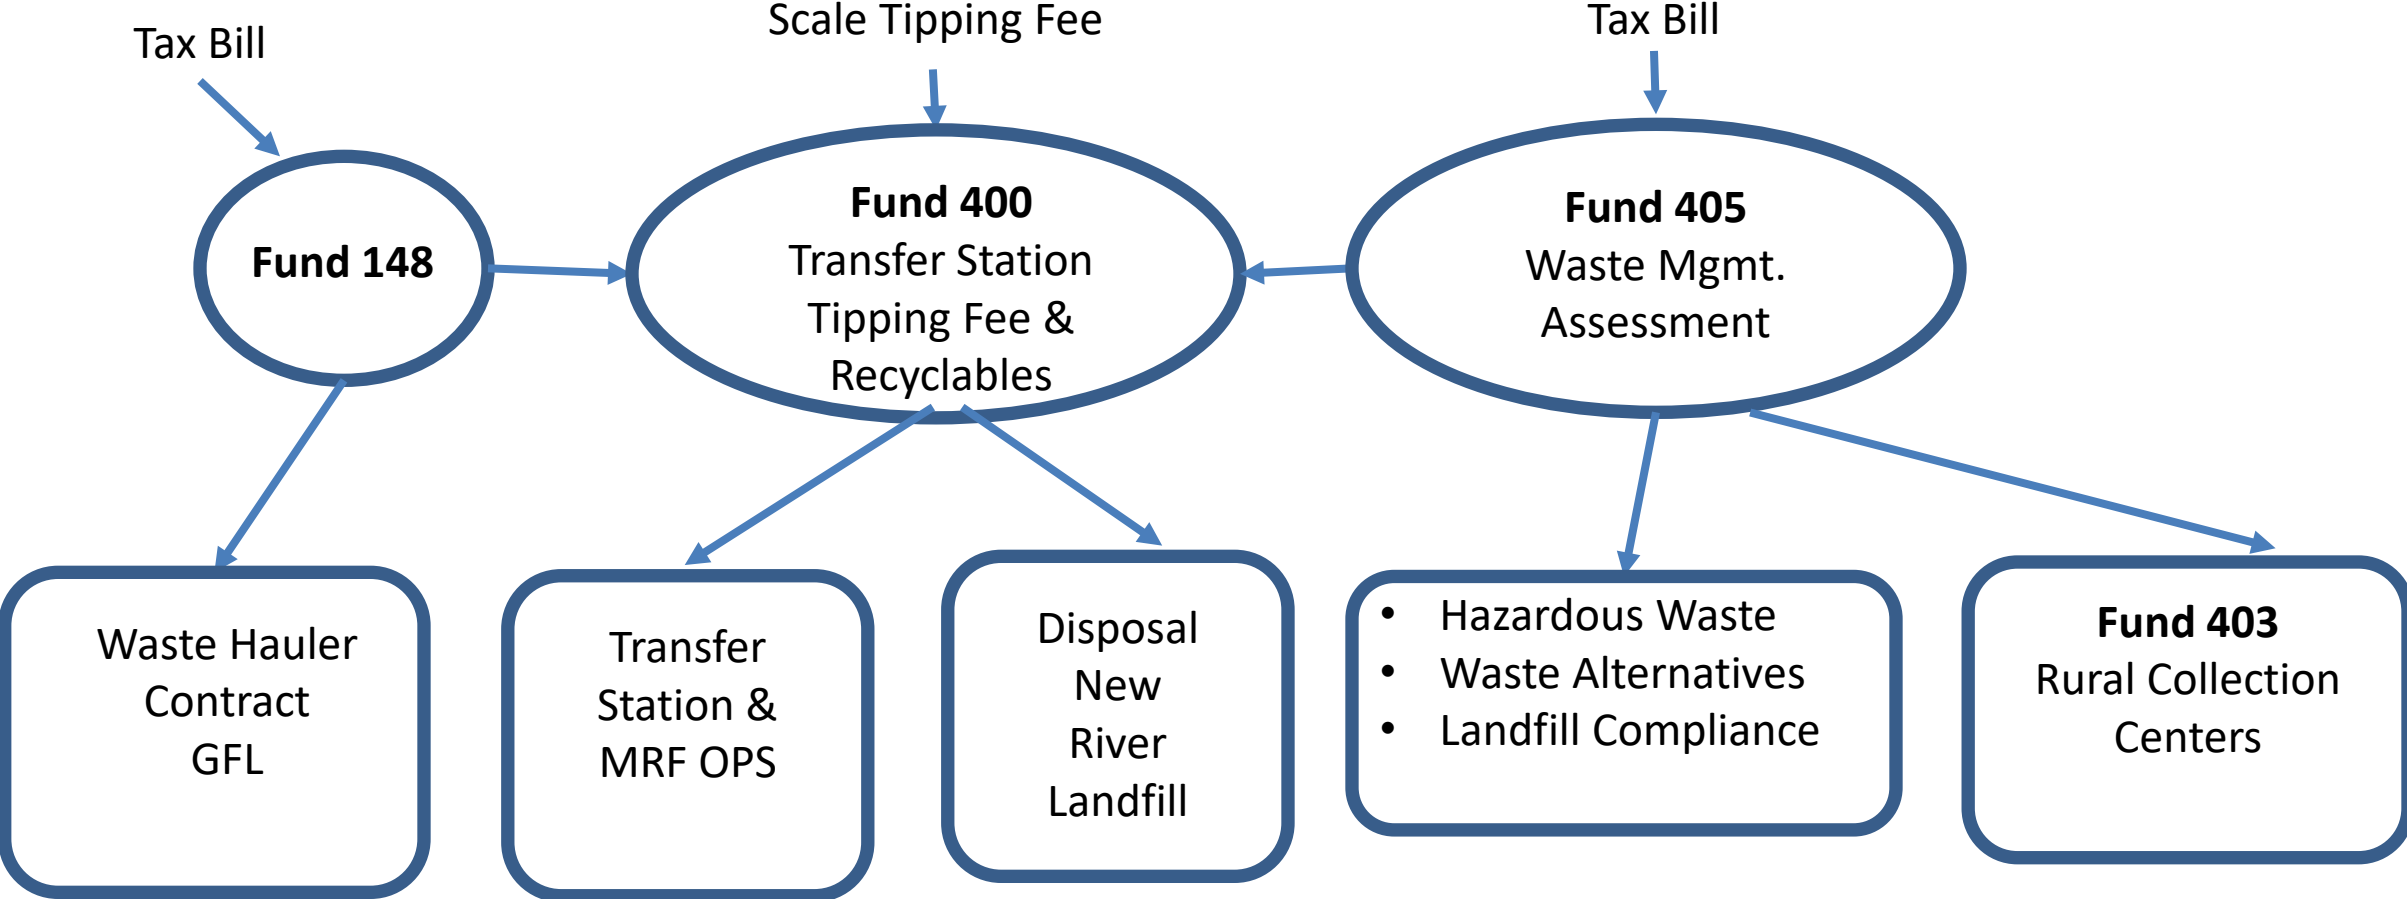 Tax Bill
Scale Tipping Fee
Tax Bill
Fund 148
Fund 400
Transfer Station
Tipping Fee &
Recyclables
Fund 405
Waste Mgmt.
Assessment
Waste Hauler
Contract
GFL
Transfer
Station &
MRF OPS
Disposal
New
River
Landfill
• Hazardous Waste
• Waste Alternatives
• Landfill Compliance
Fund 403
Rural Collection
Centers